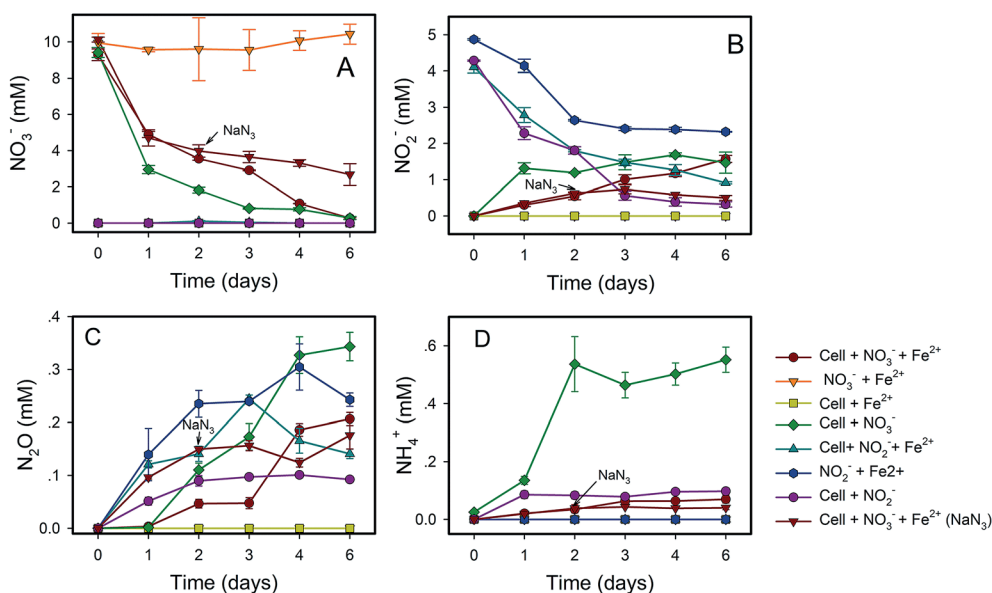 A
NO₃⁻ (mM)
10
8
6
4
2
0
NaN₃
0 1 2 3 4 6
Time (days)
B
NO₂⁻ (mM)
5
4
3
2
1
0
NaN₃
0 1 2 3 4 6
Time (days)
C
N₂O (mM)
.4
.3
.2
.1
0.0
NaN₃
0 1 2 3 4 6
Time (days)
D
NH₄⁺ (mM)
.6
.4
.2
0.0
NaN₃
0 1 2 3 4 6
Time (days)
Cell + NO₃⁻ + Fe²⁺
NO₃⁻ + Fe²⁺
Cell + Fe²⁺
Cell + NO₃⁻
Cell+ NO₂⁻+ Fe²⁺
NO₂⁻ + Fe2+
Cell + NO₂⁻
Cell + NO₃⁻ + Fe²⁺ (NaN₃)